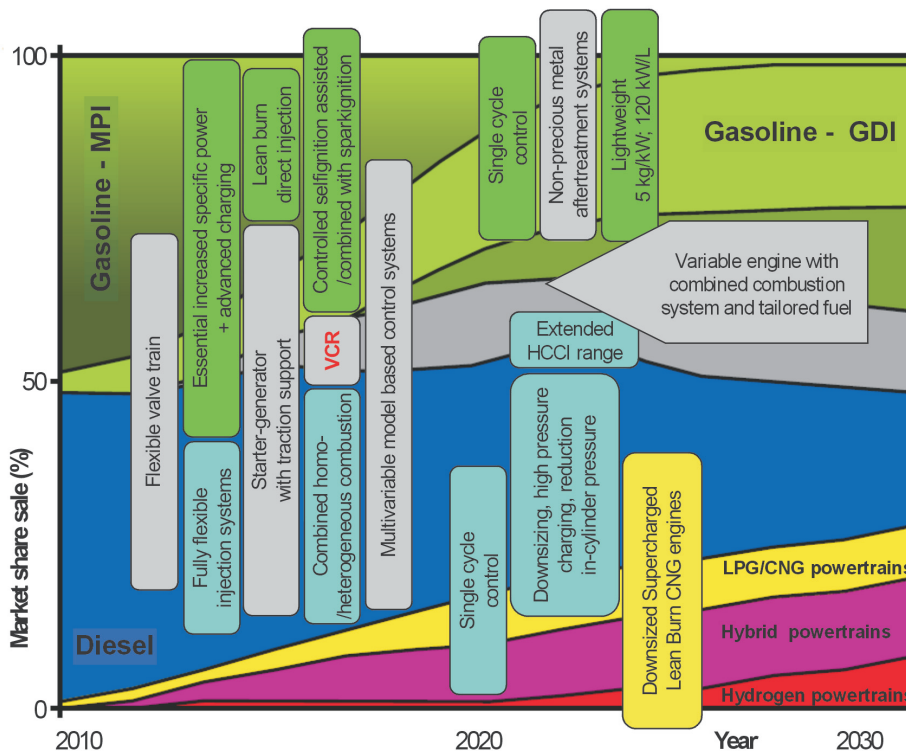 100
50
0
Market share sale (%)
2010
2020
Year
2030
Gasoline - MPI
Gasoline - GDI
Diesel
LPG/CNG powertrains
Hybrid powertrains
Hydrogen powertrains
Flexible valve train
Essential increased specific power
+ advanced charging
Fully flexible
injection systems
Lean burn
direct injection
Starter-generator
with traction support
Controlled selfignition assisted
/combined with sparkignition
VCR
Combined homo-
/heterogeneous combustion
Multivariable model based control systems
Single cycle
control
Single cycle
control
Non-precious metal
aftertreatment systems
Lightweight
5 kg/kW; 120 kW/L
Variable engine with
combined combustion
system and tailored fuel
Extended
HCCI range
Downsizing, high pressure
charging, reduction
in-cylinder pressure
Downsized Supercharged
Lean Burn CNG engines